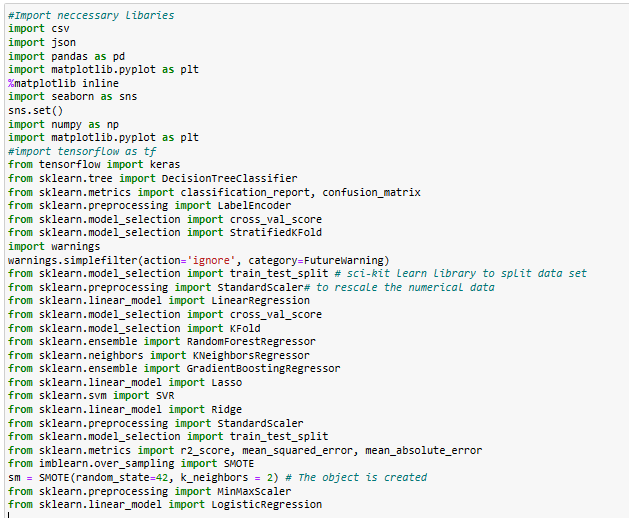 #Import neccessary libaries
import csv
import json
import pandas as pd
import matplotlib.pyplot as plt
%matplotlib inline
import seaborn as sns
sns.set()
import numpy as np
import matplotlib.pyplot as plt
#import tensorflow as tf
from tensorflow import keras
from sklearn.tree import DecisionTreeClassifier
from sklearn.metrics import classification_report, confusion_matrix
from sklearn.preprocessing import LabelEncoder
from sklearn.model_selection import cross_val_score
from sklearn.model_selection import StratifiedKFold
import warnings
warnings.simplefilter(action='ignore', category=FutureWarning)
from sklearn.model_selection import train_test_split # sci-kit learn library to split data set
from sklearn.preprocessing import StandardScaler# to rescale the numerical data
from sklearn.linear_model import LinearRegression
from sklearn.model_selection import cross_val_score
from sklearn.model_selection import KFold
from sklearn.ensemble import RandomForestRegressor
from sklearn.neighbors import KNeighborsRegressor
from sklearn.ensemble import GradientBoostingRegressor
from sklearn.linear_model import Lasso
from sklearn.svm import SVR
from sklearn.linear_model import Ridge
from sklearn.preprocessing import StandardScaler
from sklearn.model_selection import train_test_split
from sklearn.metrics import r2_score, mean_squared_error, mean_absolute_error
from imblearn.over_sampling import SMOTE
sm = SMOTE(random_state=42, k_neighbors = 2) # The object is created
from sklearn.preprocessing import MinMaxScaler
from sklearn.linear_model import LogisticRegression